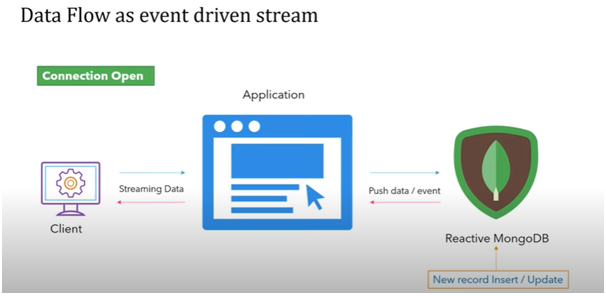 Data Flow as event driven stream
Connection Open
Application
Streaming Data
Push data / event
Client
Reactive MongoDB
New record Insert / Update